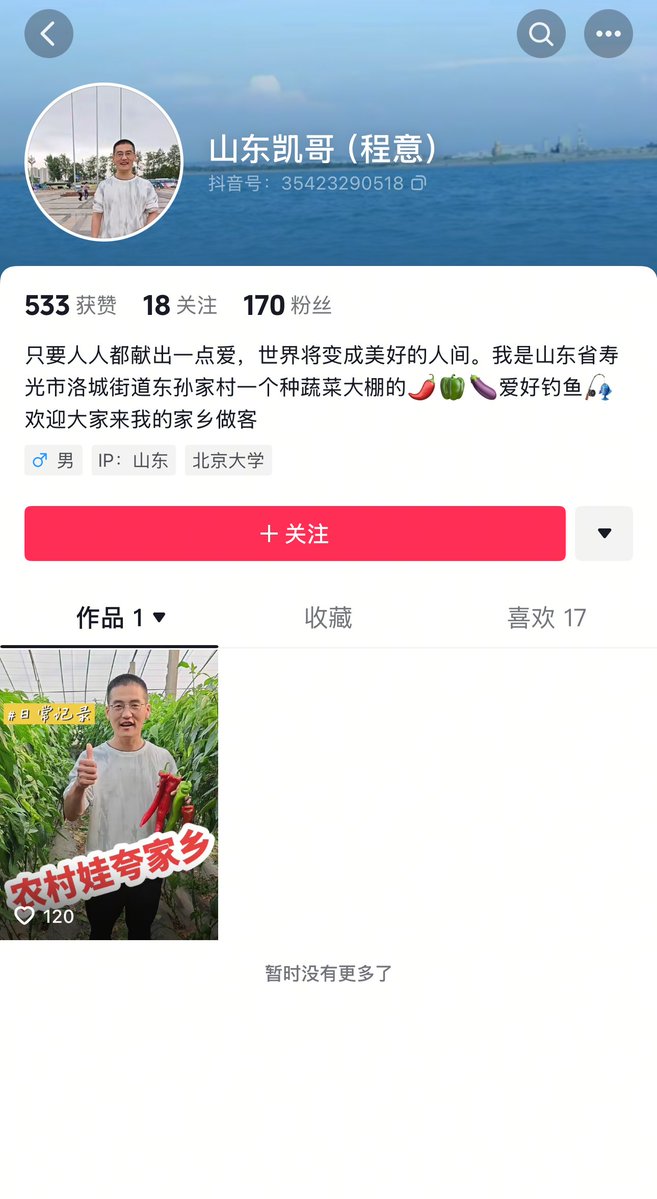 山东凯哥（程意）
抖音号：35423290518
533 获赞 18 关注 170 粉丝
只要人人都献出一点爱，世界将变成美好的人间。我是山东省寿
光市洛城街道东孙家村一个种蔬菜大棚的🌶️🫑🍆爱好钓鱼🎣
欢迎大家来我的家乡做客
♂ 男 IP：山东 北京大学
＋关注
作品 1 收藏 喜欢 17
#日常记录
农村娃夸家乡
120
暂时没有更多了